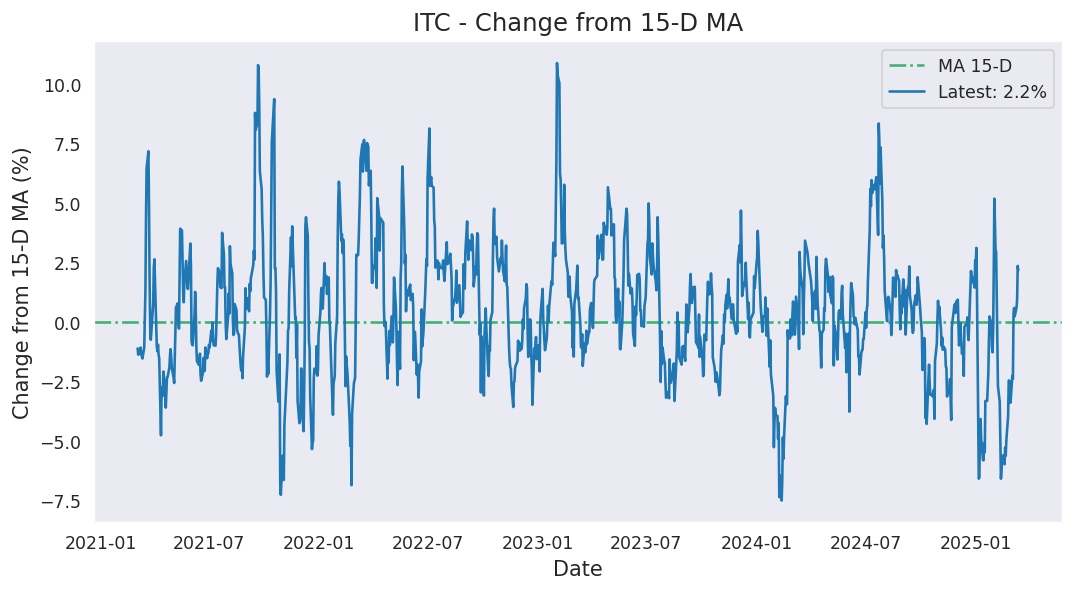 ITC - Change from 15-D MA
MA 15-D
Latest: 2.2%
Change from 15-D MA (%)
10.0
7.5
5.0
2.5
0.0
−2.5
−5.0
−7.5
2021-01 2021-07 2022-01 2022-07 2023-01 2023-07 2024-01 2024-07 2025-01
Date